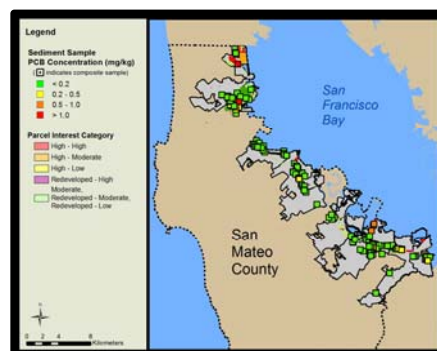 Legend
Sediment Sample
PCB Concentration (mg/kg)
( indicates composite sample)
< 0.2
0.2 - 0.5
0.5 - 1.0
> 1.0
Parcel Interest Category
High - High
High - Moderate
High - Low
Redeveloped - High
Moderate,
Redeveloped - Moderate,
Redeveloped - Low
0 2 4 8
Kilometers
San
Francisco
Bay
San
Mateo
County